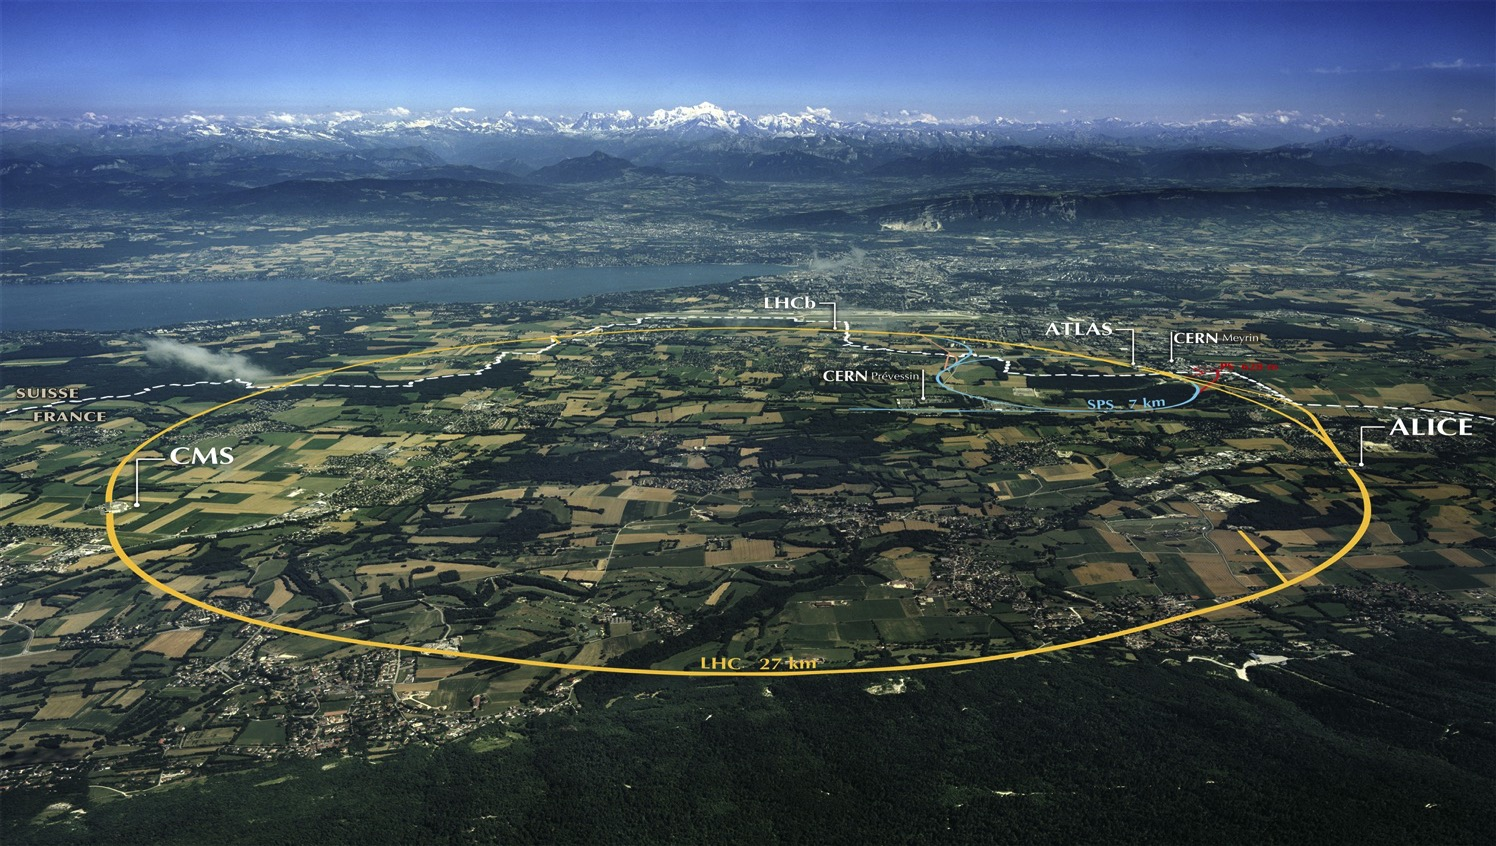 LHCb
ATLAS
CERN Meyrin
CERN Prévessin
SUISSE
FRANCE
SPS 7 km
ALICE
CMS
LHC 27 km